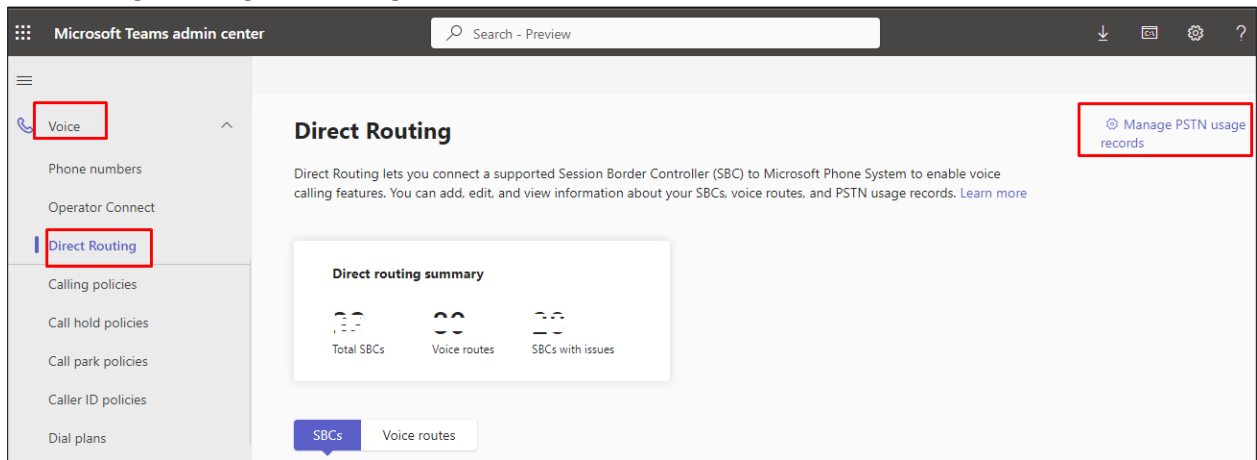 Microsoft Teams admin center
Search - Preview
Voice
Phone numbers
Operator Connect
Direct Routing
Calling policies
Call hold policies
Call park policies
Caller ID policies
Dial plans
Direct Routing
Manage PSTN usage
records
Direct Routing lets you connect a supported Session Border Controller (SBC) to Microsoft Phone System to enable voice
calling features. You can add, edit, and view information about your SBCs, voice routes, and PSTN usage records. Learn more
Direct routing summary
Total SBCs
Voice routes
SBCs with issues
SBCs
Voice routes